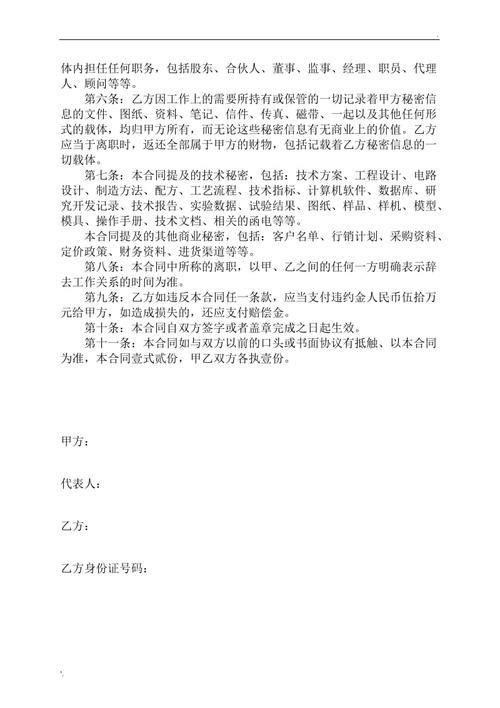 体内担任任何职务，包括股东、合伙人、董事、监事、经理、职员、代理
人、顾问等等。
第六条：乙方因工作上的需要所持有或保管的一切记录着甲方秘密信
息的文件、图纸、资料、笔记、信件、传真、磁带、一起以及其他任何形
式的载体，均归甲方所有，而无论这些秘密信息有无商业上的价值。乙方
应当于离职时，返还全部属于甲方的财物，包括记载着乙方秘密信息的一
切载体。
第七条：本合同提及的技术秘密，包括：技术方案、工程设计、电路
设计、制造方法、配方、工艺流程、技术指标、计算机软件、数据库、研
究开发记录、技术报告、实验数据、试验结果、图纸、样品、样机、模型、
模具、操作手册、技术文档、相关的函电等等。
本合同提及的其他商业秘密，包括：客户名单、行销计划、采购资料、
定价政策、财务资料、进货渠道等等。
第八条：本合同中所称的离职，以甲、乙之间的任何一方明确表示辞
去工作关系的时间为准。
第九条：乙方如违反本合同任一条款，应当支付违约金人民币伍拾万
元给甲方，如造成损失的，还应支付赔偿金。
第十条：本合同自双方签字或者盖章完成之日起生效。
第十一条：本合同如与双方以前的口头或书面协议有抵触、以本合同
为准，本合同壹式贰份，甲乙双方各执壹份。
甲方：
代表人：
乙方：
乙方身份证号码：